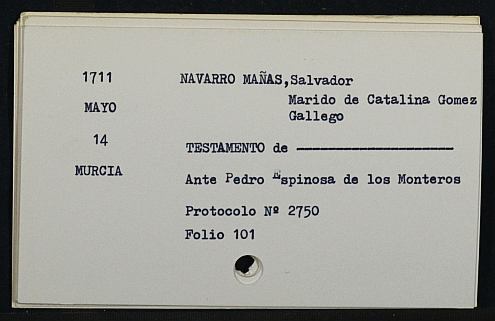 1711 NAVARRO MAÑAS,Salvador
MAYO Marido de Catalina Gomez
Gallego
14
TESTAMENTO de ———————————
MURCIA
Ante Pedro Espinosa de los Monteros
Protocolo Nº 2750
Folio 101